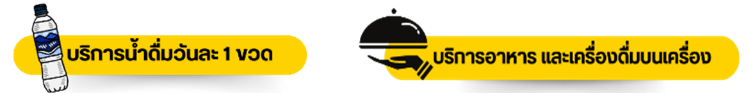 บริการน้ำดื่มวันละ 1 ขวด
บริการอาหาร และเครื่องดื่มบนเครื่อง